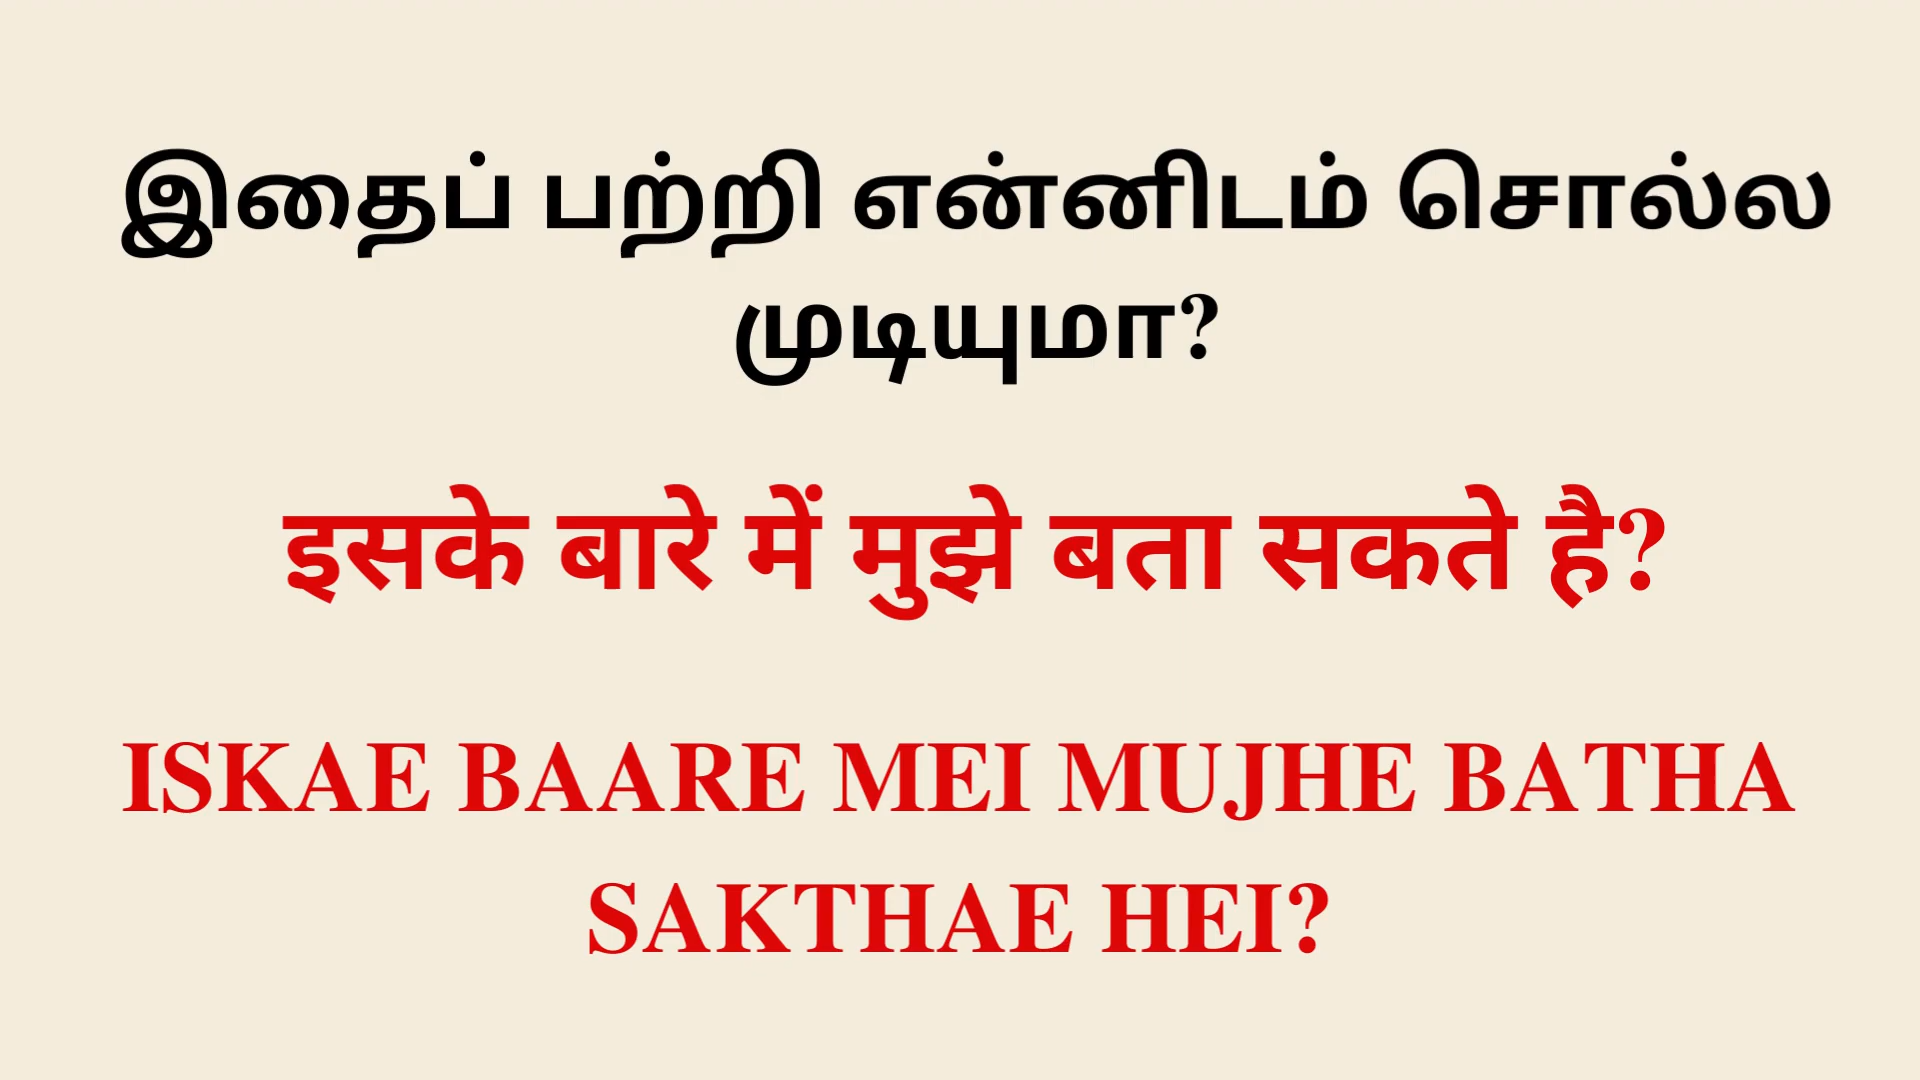 இதைப் பற்றி என்னிடம் சொல்ல
முடியுமா?
इसके बारे में मुझे बता सकते है?
ISKAE BAARE MEI MUJHE BATHA
SAKTHAE HEI?